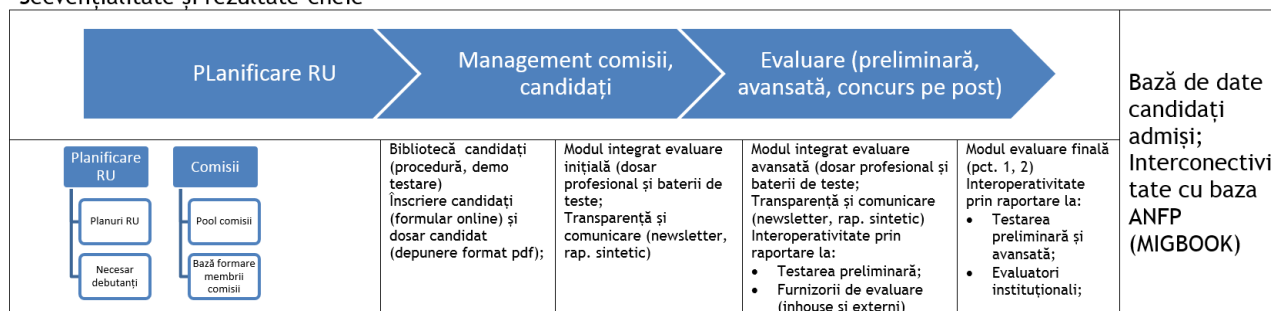 Secvențialitate și rezultate cheie
PLanificare RU
Management comisii,
candidați
Evaluare (preliminară,
avansată, concurs pe post)
Bază de date
candidați
admiși;
Interconectivi
tate cu baza
ANFP
(MIGBOOK)
Planificare
RU
Planuri RU
Necesar
debutanți
Comisii
Pool comisii
Bază formare
membrii
comisii
Bibliotecă candidați
(procedură, demo
testare)
Înscriere candidați
(formular online) și
dosar candidat
(depunere format pdf);
Modul integrat evaluare
inițială (dosar
profesional și baterii de
teste;
Transparență și
comunicare (newsletter,
rap. sintetic)
Modul integrat evaluare
avansată (dosar profesional și
baterii de teste;
Transparență și comunicare
(newsletter, rap. sintetic)
Interoperativitate prin
raportare la:
• Testarea preliminară;
• Furnizorii de evaluare
(inhouse și externi)
Modul evaluare finală
(pct. 1, 2)
Interoperativitate
prin raportare la:
• Testarea
preliminară și
avansată;
• Evaluatori
instituționali;